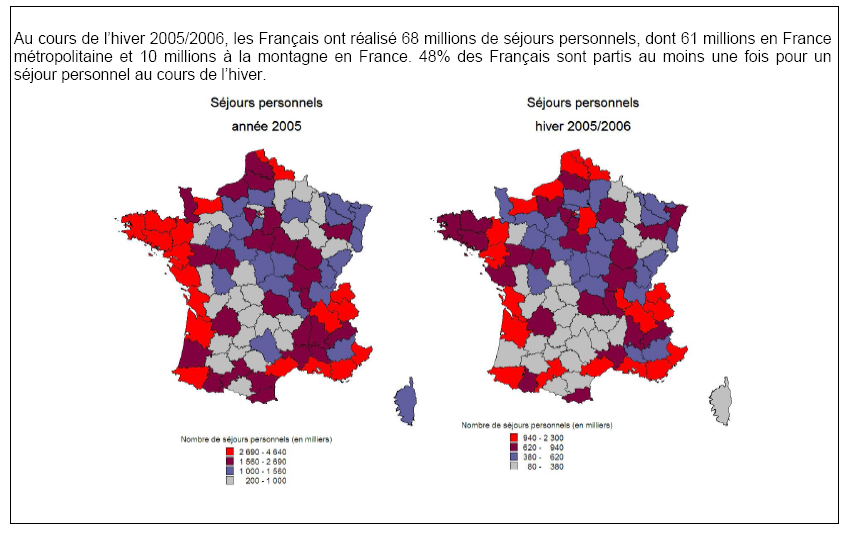 Au cours de l'hiver 2005/2006, les Français ont réalisé 68 millions de séjours personnels, dont 61 millions en France
métropolitaine et 10 millions à la montagne en France. 48% des Français sont partis au moins une fois pour un
séjour personnel au cours de l'hiver.
Séjours personnels
année 2005
Séjours personnels
hiver 2005/2006
Nombre de séjours personnels (en milliers)
2 690 - 4 640
1 560 - 2 690
1 000 - 1 560
200 - 1 000
Nombre de séjours personnels (en milliers)
940 - 2 300
620 - 940
380 - 620
80 - 380